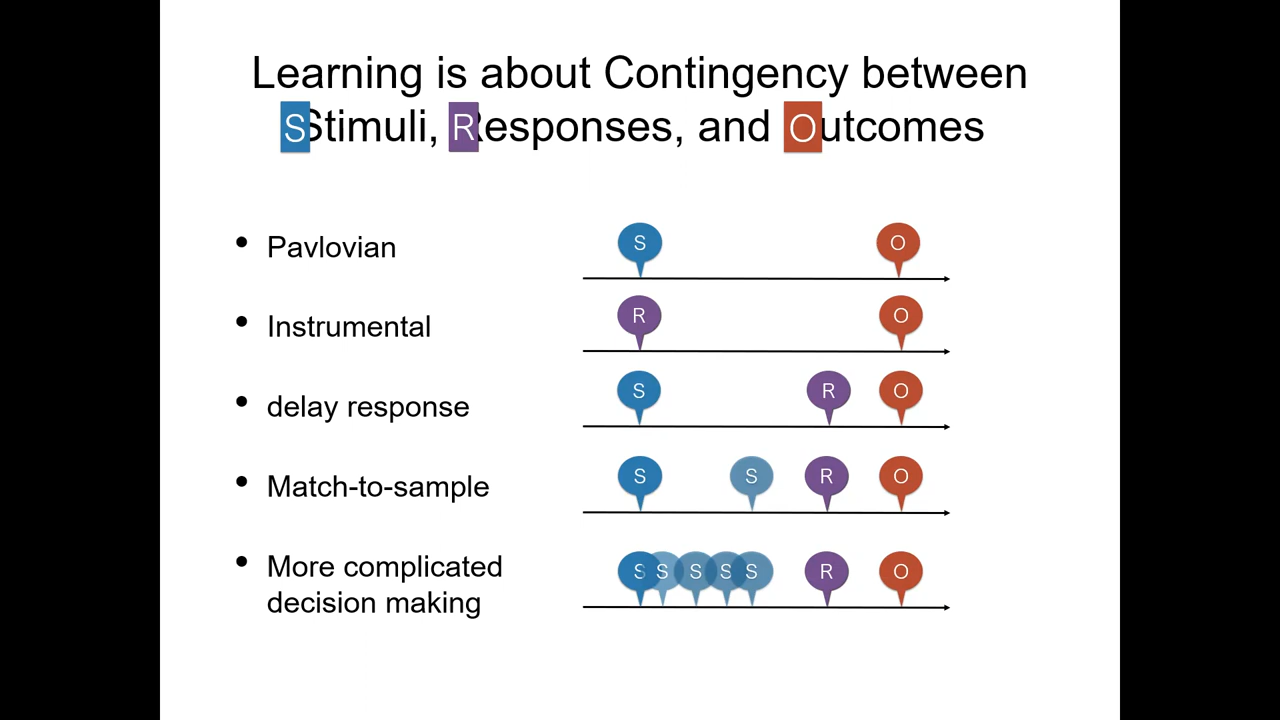 Learning is about Contingency between
Stimuli, Responses, and Outcomes
• Pavlovian
S O
• Instrumental
R O
• delay response
S R O
• Match-to-sample
S S R O
• More complicated
decision making
S S S S S R O